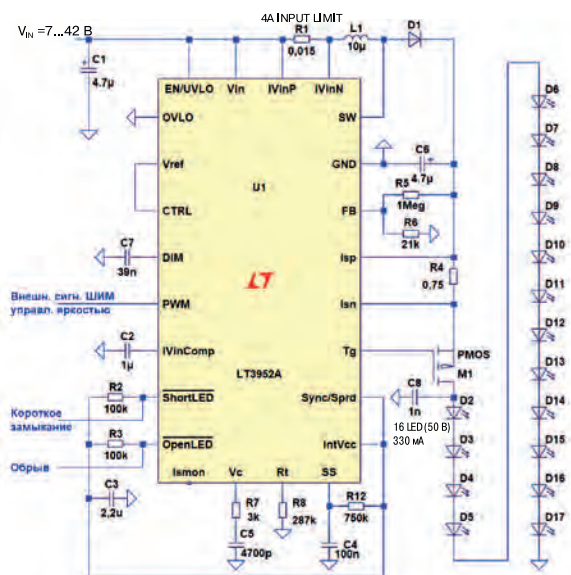 4A INPUT LIMIT
V_IN =7...42 В
R1
0,015
L1
10µ
D1
C1
4.7µ
EN/UVLO
Vin
IVinP
IVinN
OVLO
SW
Vref
GND
C6
4.7µ
U1
R5
1Meg
CTRL
FB
R6
21k
C7
39n
DIM
Isp
R4
0,75
LT
Внешн. сигн. ШИМ
управл. яркостью
PWM
Isn
C2
1µ
IVinComp
Tg
PMOS
M1
LT3952A
R2
100k
ShortLED
Sync/Sprd
C8
1n
D2
16 LED (50 В)
330 мА
Короткое
замыкание
R3
100k
OpenLED
IntVcc
D3
Обрыв
Ismon
Vc
Rt
SS
D4
C3
2,2u
R7
3k
R8
287k
R12
750k
D5
C5
4700p
C4
100n
D6
D7
D8
D9
D10
D11
D12
D13
D14
D15
D16
D17